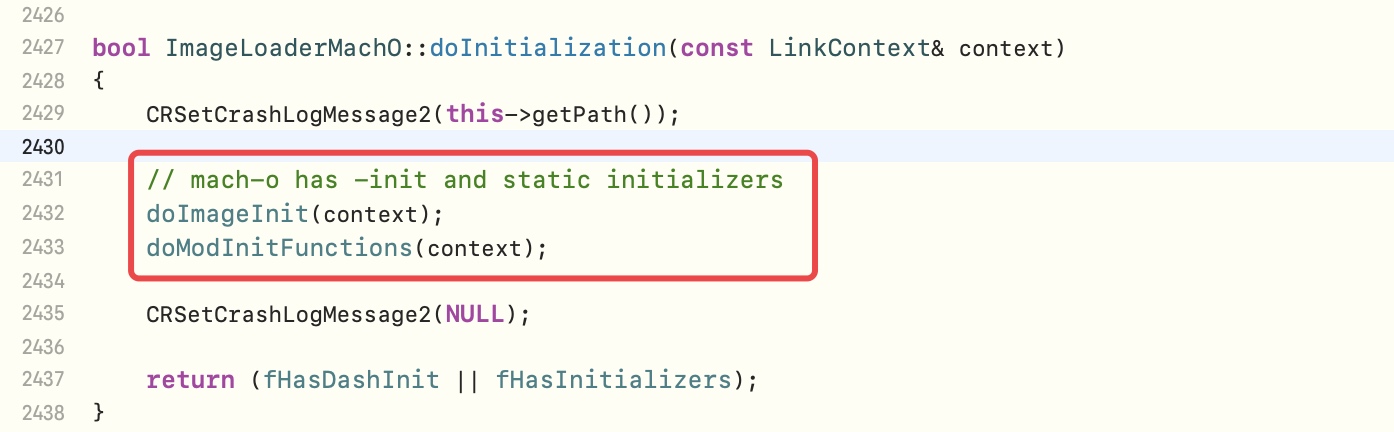 2426
2427 bool ImageLoaderMachO::doInitialization(const LinkContext& context)
2428 {
2429     CRSetCrashLogMessage2(this->getPath());
2430
2431     // mach-o has -init and static initializers
2432     doImageInit(context);
2433     doModInitFunctions(context);
2434
2435     CRSetCrashLogMessage2(NULL);
2436
2437     return (fHasDashInit || fHasInitializers);
2438 }